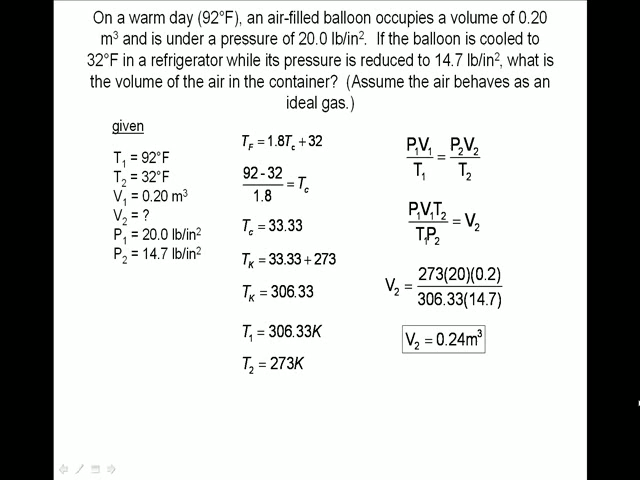 On a warm day (92°F), an air-filled balloon occupies a volume of 0.20
m³ and is under a pressure of 20.0 lb/in². If the balloon is cooled to
32°F in a refrigerator while its pressure is reduced to 14.7 lb/in², what is
the volume of the air in the container? (Assume the air behaves as an
ideal gas.)
given
T₁ = 92°F
T₂ = 32°F
V₁ = 0.20 m³
V₂ = ?
P₁ = 20.0 lb/in²
P₂ = 14.7 lb/in²
T_F = 1.8T_c + 32
92 - 32 / 1.8 = T_c
T_c = 33.33
T_K = 33.33 + 273
T_K = 306.33
T₁ = 306.33K
T₂ = 273K
P₁V₁ / T₁ = P₂V₂ / T₂
P₁V₁T₂ / T₁P₂ = V₂
V₂ = 273(20)(0.2) / 306.33(14.7)
V₂ = 0.24m³